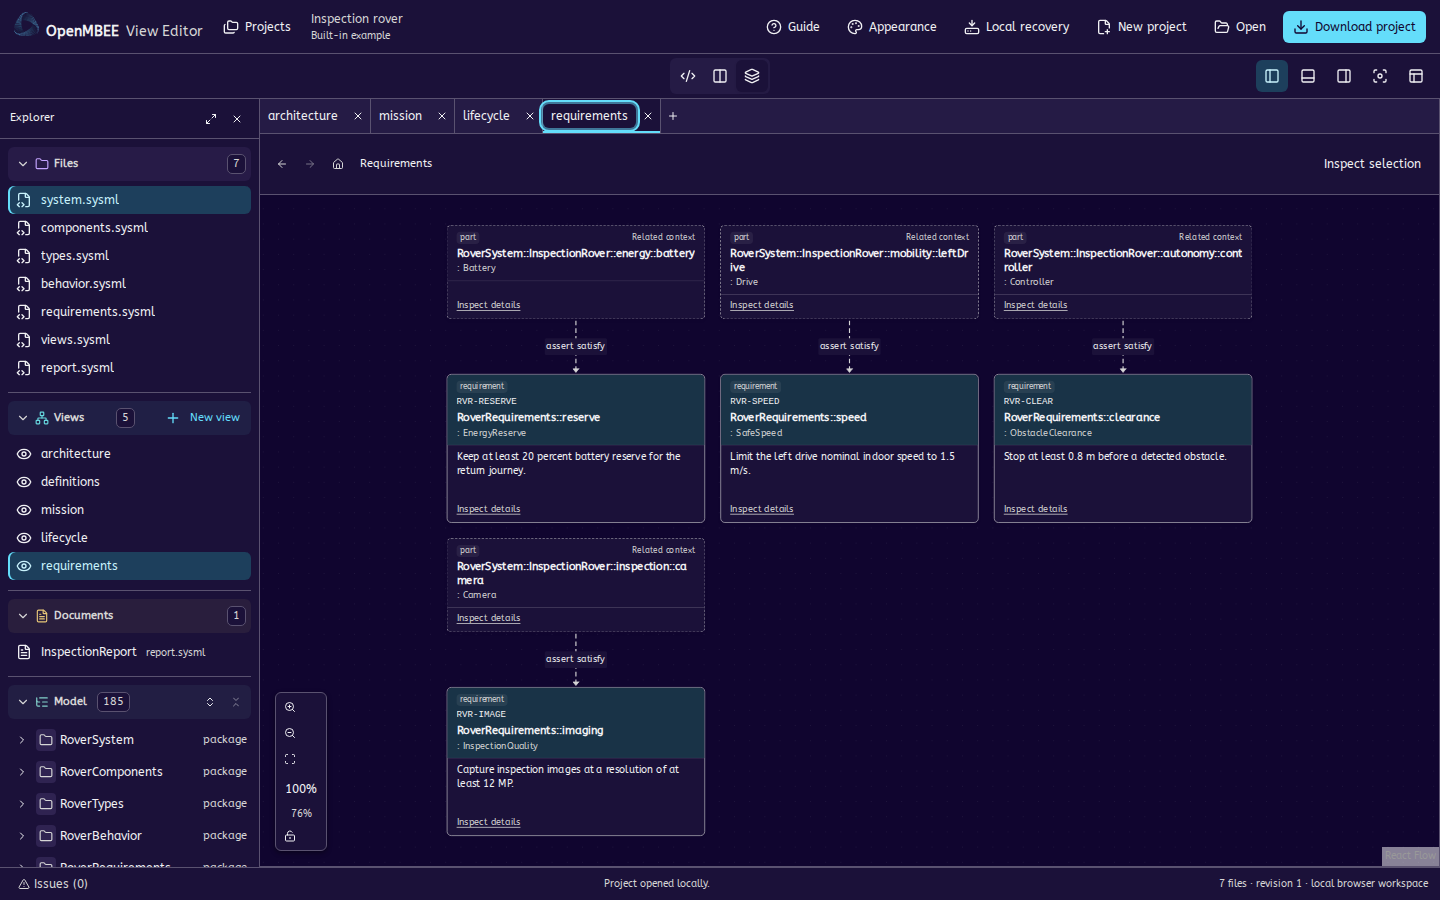 OpenMBEE View Editor
Projects
Inspection rover
Built-in example
Guide
Appearance
Local recovery
New project
Open
Download project
Explorer
Files 7
system.sysml
components.sysml
types.sysml
behavior.sysml
requirements.sysml
views.sysml
report.sysml
Views 5 + New view
architecture
definitions
mission
lifecycle
requirements
Documents 1
InspectionReport report.sysml
Model 185
RoverSystem package
RoverComponents package
RoverTypes package
RoverBehavior package
RoverRequirements package
architecture × mission × lifecycle × requirements × +
Requirements
Inspect selection
part Related context
RoverSystem::InspectionRover::energy::battery
: Battery
Inspect details
part Related context
RoverSystem::InspectionRover::mobility::leftDr
ive
: Drive
Inspect details
part Related context
RoverSystem::InspectionRover::autonomy::cont
roller
: Controller
Inspect details
assert satisfy
assert satisfy
assert satisfy
requirement
RVR-RESERVE
RoverRequirements::reserve
: EnergyReserve
Keep at least 20 percent battery reserve for the
return journey.
Inspect details
requirement
RVR-SPEED
RoverRequirements::speed
: SafeSpeed
Limit the left drive nominal indoor speed to 1.5
m/s.
Inspect details
requirement
RVR-CLEAR
RoverRequirements::clearance
: ObstacleClearance
Stop at least 0.8 m before a detected obstacle.
Inspect details
part Related context
RoverSystem::InspectionRover::inspection::ca
mera
: Camera
Inspect details
assert satisfy
requirement
RVR-IMAGE
RoverRequirements::imaging
: InspectionQuality
Capture inspection images at a resolution of at
least 12 MP.
Inspect details
100%
76%
React Flow
Issues (0)
Project opened locally.
7 files · revision 1 · local browser workspace